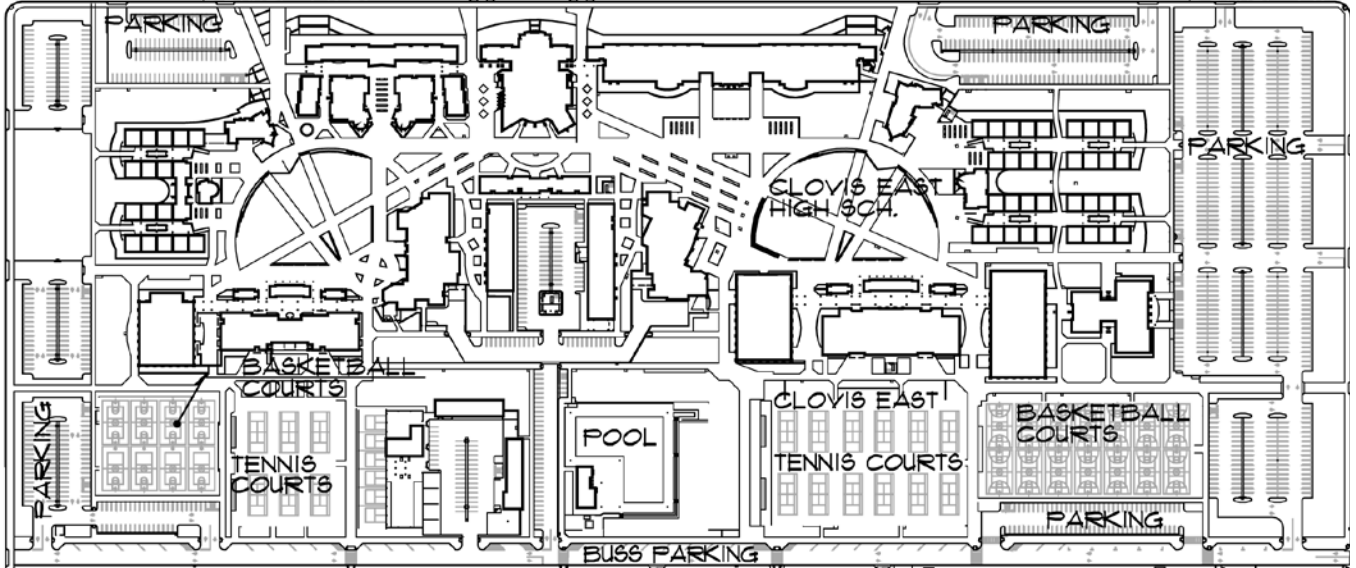 PARKING
PARKING
PARKING
CLOVIS EAST
HIGH SCH.
BASKETBALL
COURTS
CLOVIS EAST
TENNIS COURTS
BASKETBALL
COURTS
PARKING
TENNIS
COURTS
POOL
PARKING
BUSS PARKING